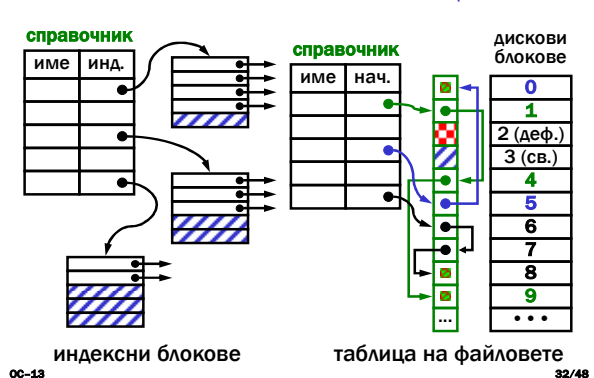 справочник
име инд.
индексни блокове
справочник
име нач.
дискови
блокове
0
1
2 (деф.)
3 (св.)
4
5
6
7
8
9
...
• • •
таблица на файловете
ОС–13
32/48